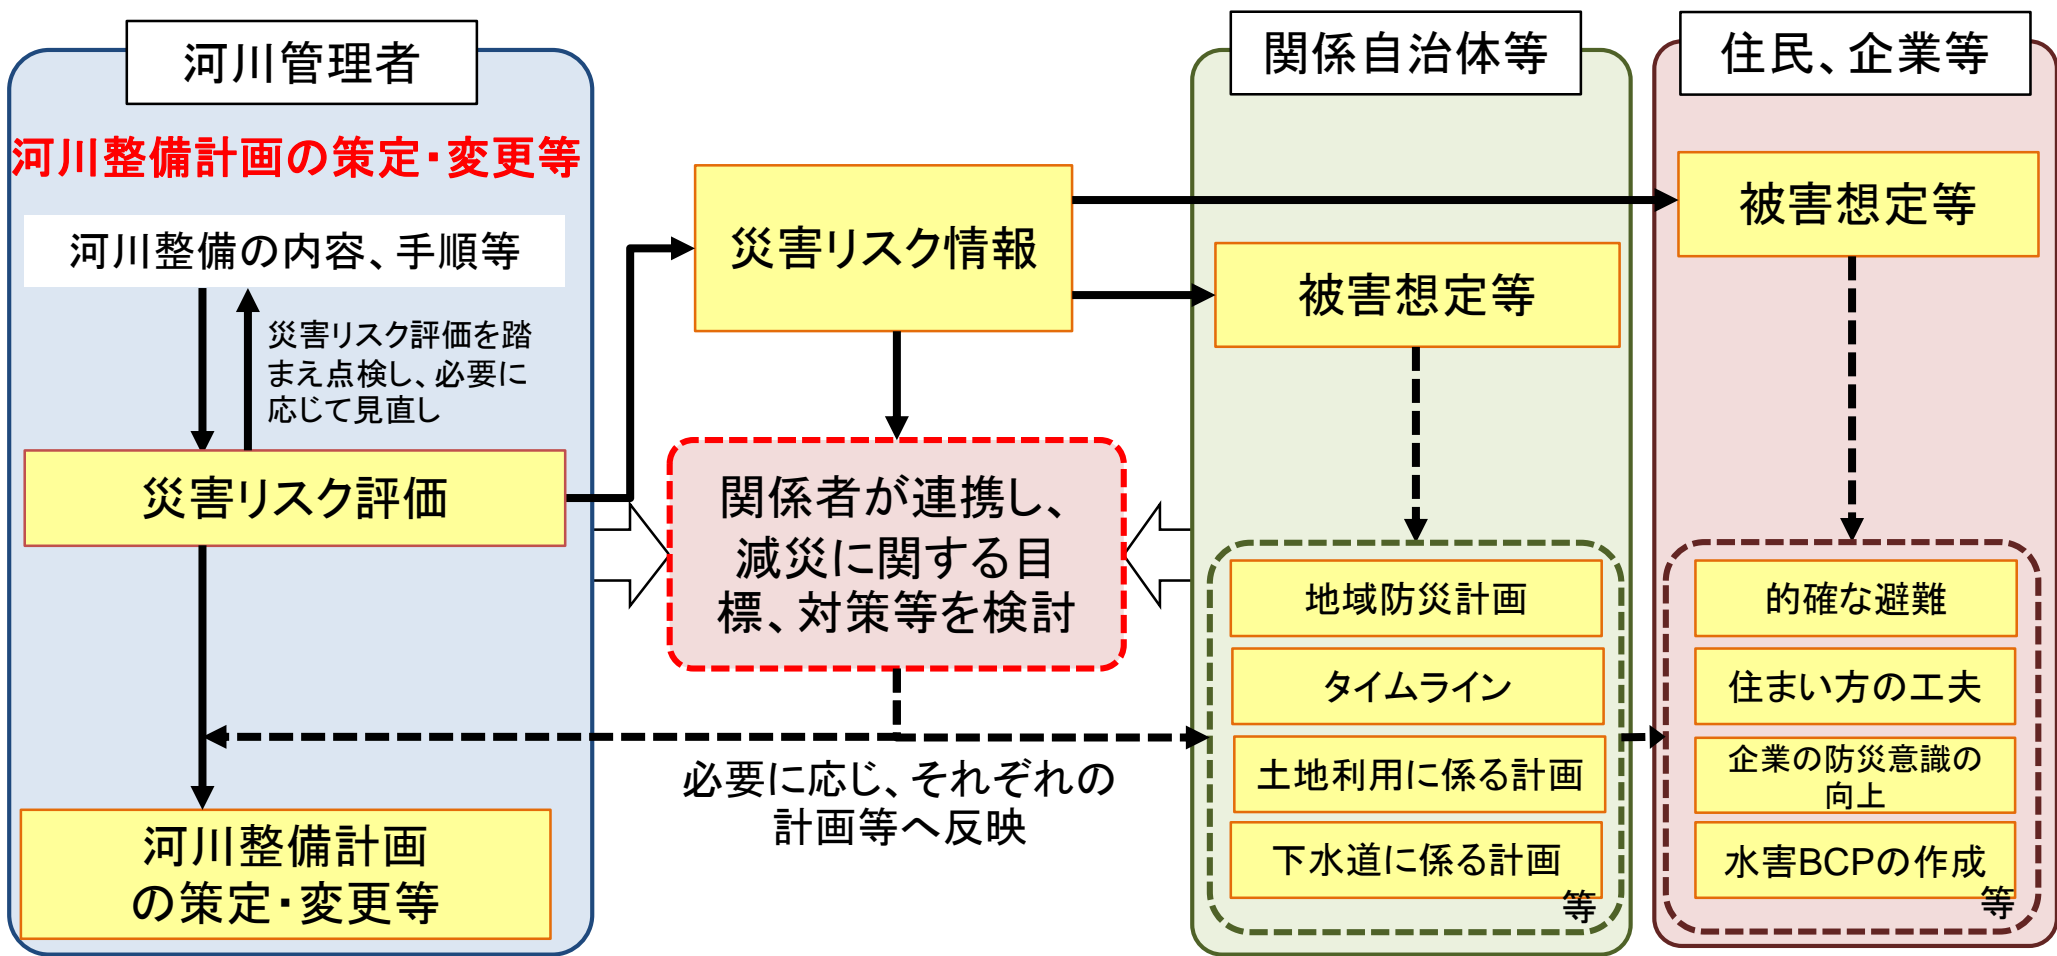 河川管理者
河川整備計画の策定・変更等
河川整備の内容、手順等
災害リスク評価を踏
まえ点検し、必要に
応じて見直し
災害リスク評価
河川整備計画
の策定・変更等
災害リスク情報
関係者が連携し、
減災に関する目
標、対策等を検討
必要に応じ、それぞれの
計画等へ反映
関係自治体等
被害想定等
地域防災計画
タイムライン
土地利用に係る計画
下水道に係る計画
等
住民、企業等
被害想定等
的確な避難
住まい方の工夫
企業の防災意識の
向上
水害BCPの作成
等